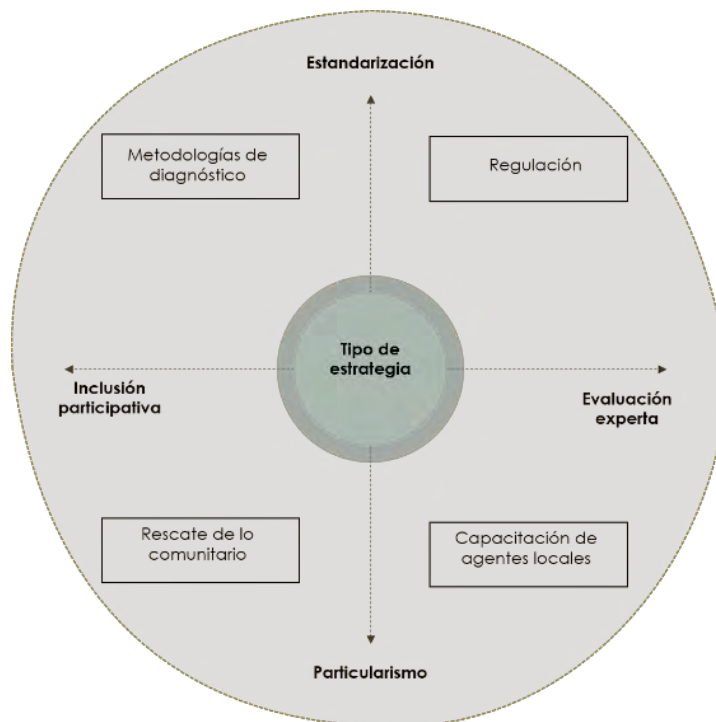 Estandarización
Metodologías de
diagnóstico
Regulación
Tipo de
estrategia
Inclusión
participativa
Evaluación
experta
Rescate de lo
comunitario
Capacitación de
agentes locales
Particularismo